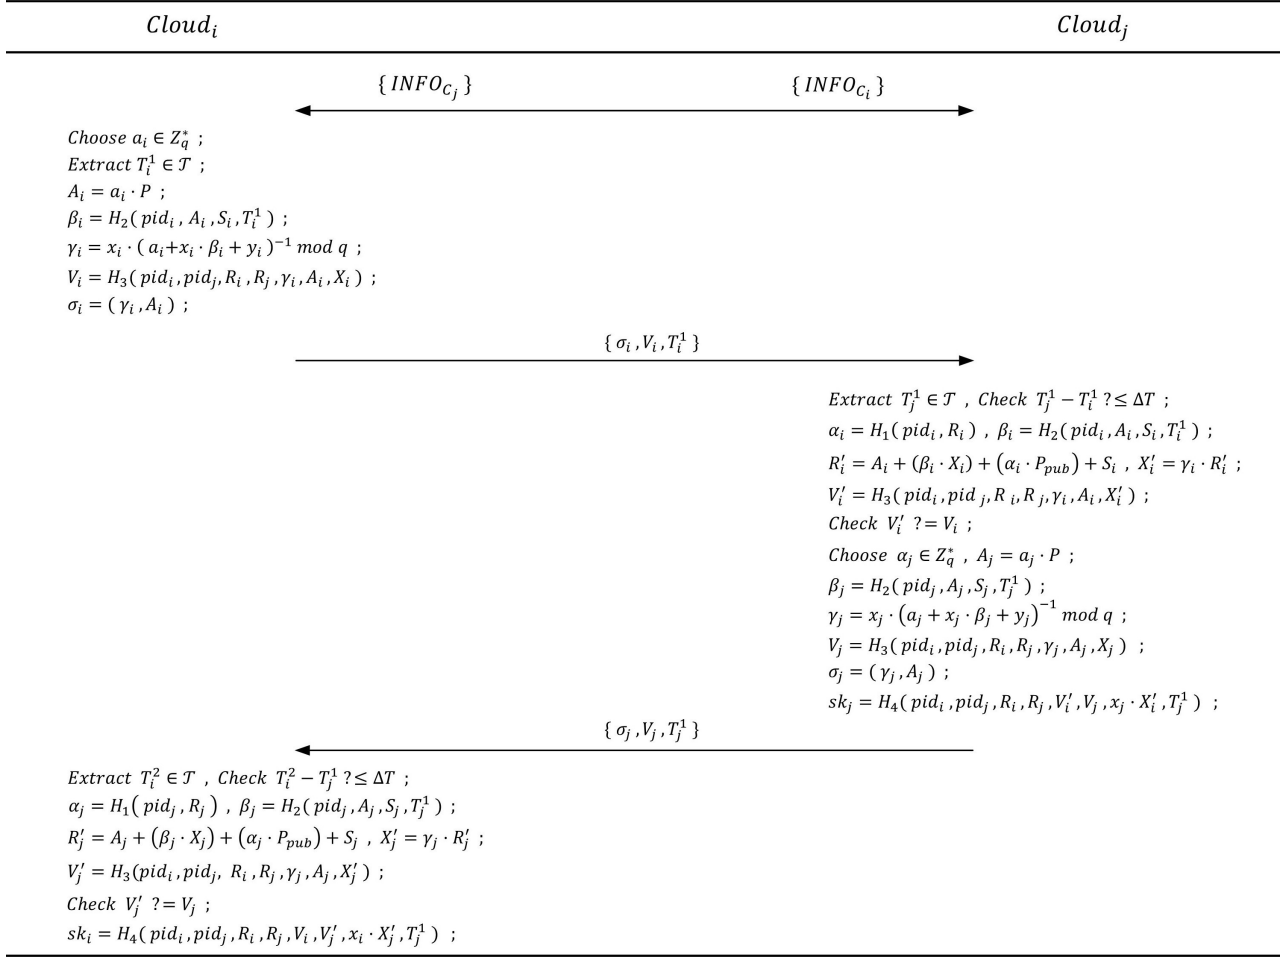 Cloud_i Cloud_j
{ INFO_{C_j} } { INFO_{C_i} }
Choose a_i ∈ Z_q^* ;
Extract T_i^1 ∈ 𝒯 ;
A_i = a_i · P ;
β_i = H_2( pid_i , A_i , S_i , T_i^1 ) ;
γ_i = x_i · ( a_i + x_i · β_i + y_i )^{-1} mod q ;
V_i = H_3( pid_i , pid_j , R_i , R_j , γ_i , A_i , X_i ) ;
σ_i = ( γ_i , A_i ) ;
{ σ_i , V_i , T_i^1 }
Extract T_j^1 ∈ 𝒯 , Check T_j^1 − T_i^1 ? ≤ ΔT ;
α_i = H_1( pid_i , R_i ) , β_i = H_2( pid_i , A_i , S_i , T_i^1 ) ;
R_i′ = A_i + (β_i · X_i) + (α_i · P_{pub}) + S_i , X_i′ = γ_i · R_i′ ;
V_i′ = H_3( pid_i , pid_j , R_i , R_j , γ_i , A_i , X_i′ ) ;
Check V_i′ ? = V_i ;
Choose α_j ∈ Z_q^* , A_j = a_j · P ;
β_j = H_2( pid_j , A_j , S_j , T_j^1 ) ;
γ_j = x_j · ( a_j + x_j · β_j + y_j )^{-1} mod q ;
V_j = H_3( pid_i , pid_j , R_i , R_j , γ_j , A_j , X_j ) ;
σ_j = ( γ_j , A_j ) ;
sk_j = H_4( pid_i , pid_j , R_i , R_j , V_i′ , V_j , x_j · X_i′ , T_j^1 ) ;
{ σ_j , V_j , T_j^1 }
Extract T_i^2 ∈ 𝒯 , Check T_i^2 − T_j^1 ? ≤ ΔT ;
α_j = H_1( pid_j , R_j ) , β_j = H_2( pid_j , A_j , S_j , T_j^1 ) ;
R_j′ = A_j + (β_j · X_j) + (α_j · P_{pub}) + S_j , X_j′ = γ_j · R_j′ ;
V_j′ = H_3( pid_i , pid_j , R_i , R_j , γ_j , A_j , X_j′ ) ;
Check V_j′ ? = V_j ;
sk_i = H_4( pid_i , pid_j , R_i , R_j , V_i , V_j′ , x_i · X_j′ , T_j^1 ) ;